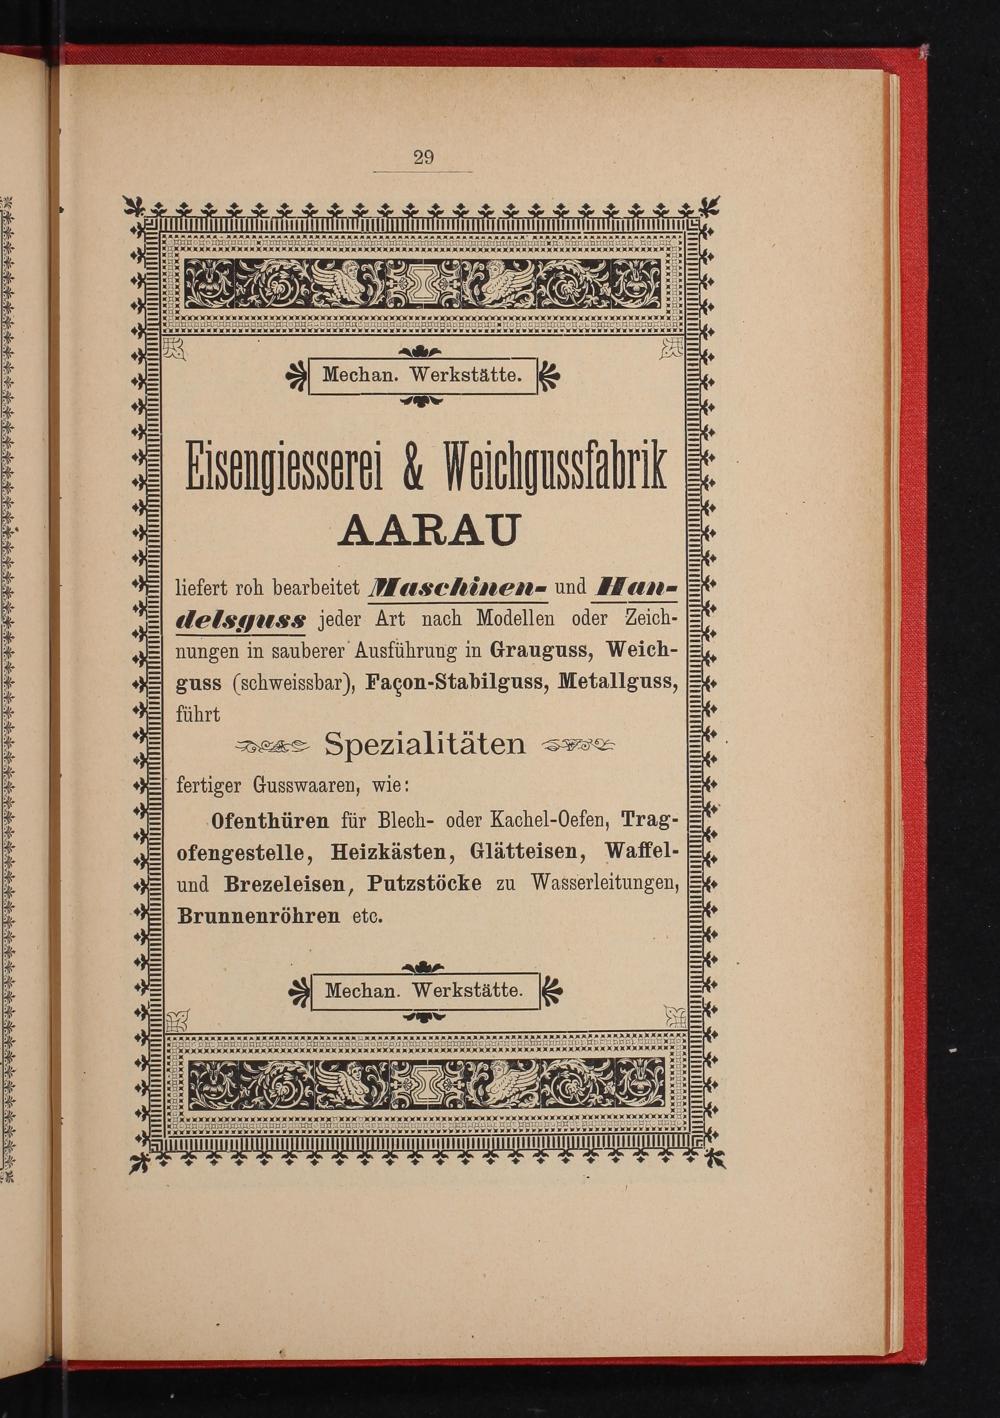 29
Mechan. Werkstätte.
Eisengiesserei & Weichgussfabrik
AARAU
liefert roh bearbeitet Maschinen- und Han-
delsguss jeder Art nach Modellen oder Zeich-
nungen in sauberer Ausführung in Grauguss, Weich-
guss (schweissbar), Façon-Stabilguss, Metallguss,
führt
Spezialitäten
fertiger Gusswaaren, wie:
Ofenthüren für Blech- oder Kachel-Oefen, Trag-
ofengestelle, Heizkästen, Glätteisen, Waffel-
und Brezeleisen, Putzstöcke zu Wasserleitungen,
Brunnenröhren etc.
Mechan. Werkstätte.